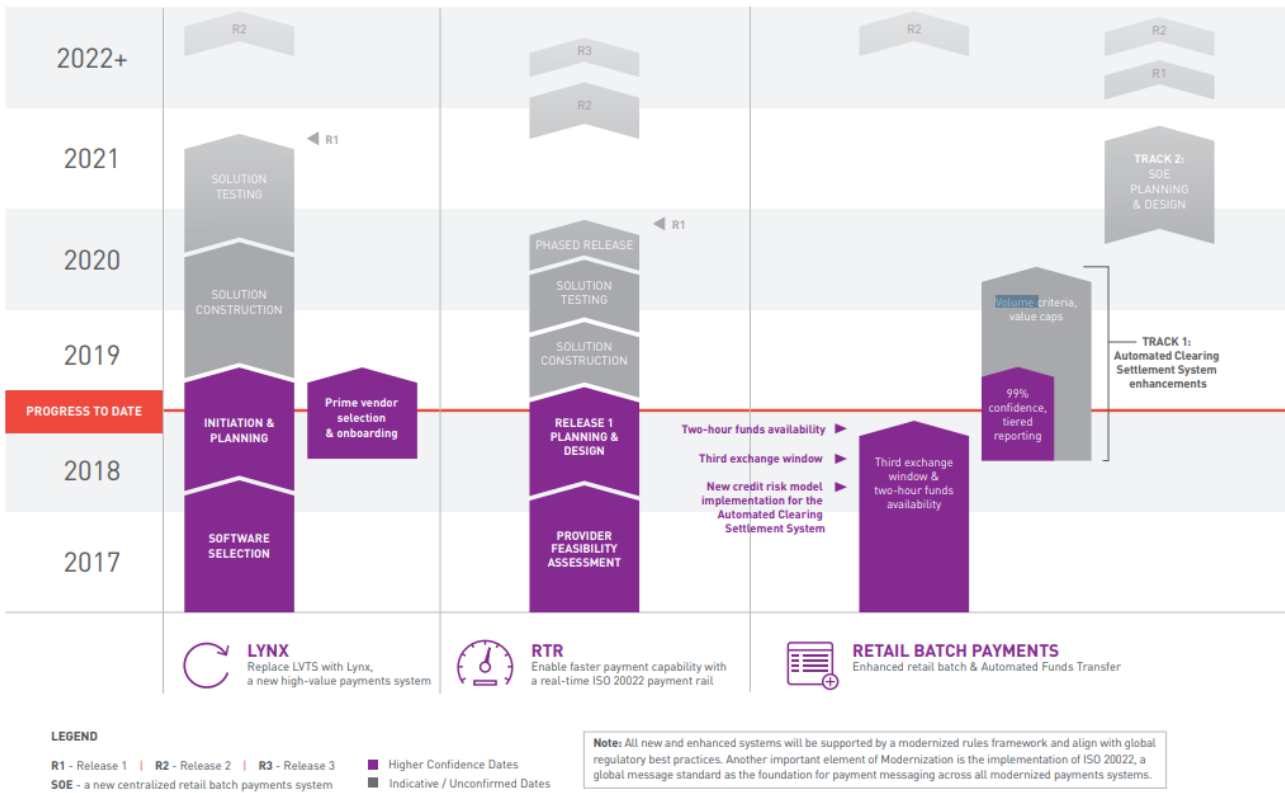 2022+
2021
2020
2019
PROGRESS TO DATE
2018
2017
R2
R1
SOLUTION
TESTING
SOLUTION
CONSTRUCTION
INITIATION &
PLANNING
SOFTWARE
SELECTION
Prime vendor
selection
& onboarding
R3
R2
R1
PHASED RELEASE
SOLUTION
TESTING
SOLUTION
CONSTRUCTION
RELEASE 1
PLANNING &
DESIGN
PROVIDER
FEASIBILITY
ASSESSMENT
Two-hour funds availability
Third exchange window
New credit risk model
implementation for the
Automated Clearing
Settlement System
R2
Third exchange
window &
two-hour funds
availability
Volume criteria,
value caps
99%
confidence,
tiered
reporting
TRACK 1:
Automated Clearing
Settlement System
enhancements
R2
R1
TRACK 2:
SOE
PLANNING
& DESIGN
LYNX
Replace LVTS with Lynx,
a new high-value payments system
RTR
Enable faster payment capability with
a real-time ISO 20022 payment rail
RETAIL BATCH PAYMENTS
Enhanced retail batch & Automated Funds Transfer
LEGEND
R1 - Release 1 | R2 - Release 2 | R3 - Release 3
SOE - a new centralized retail batch payments system
Higher Confidence Dates
Indicative / Unconfirmed Dates
Note: All new and enhanced systems will be supported by a modernized rules framework and align with global
regulatory best practices. Another important element of Modernization is the implementation of ISO 20022, a
global message standard as the foundation for payment messaging across all modernized payments systems.